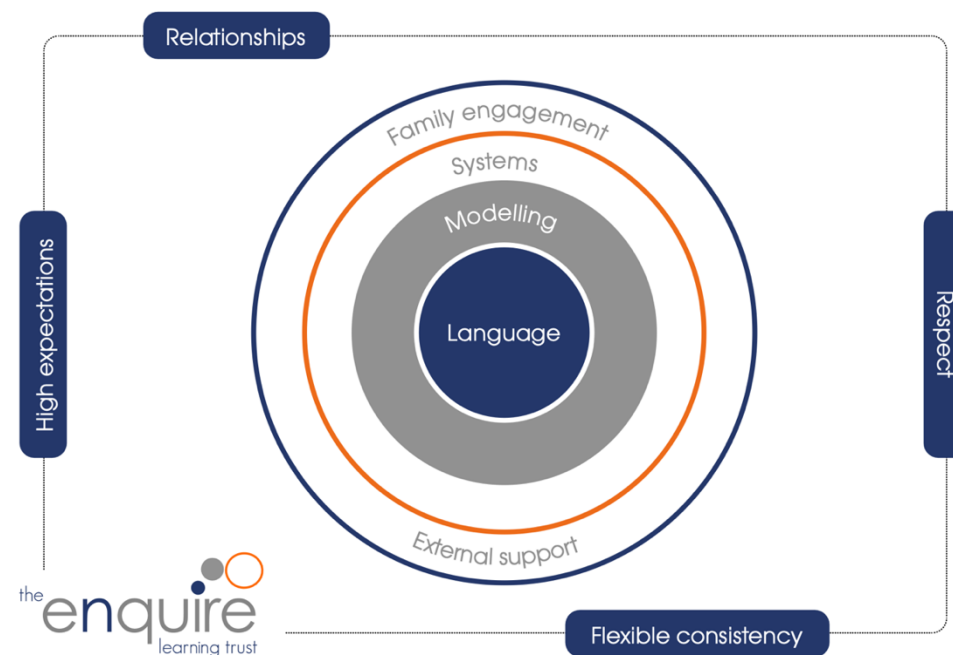 Relationships
Family engagement
Systems
Modelling
Language
High expectations
Respect
External support
the
enquire
learning trust
Flexible consistency